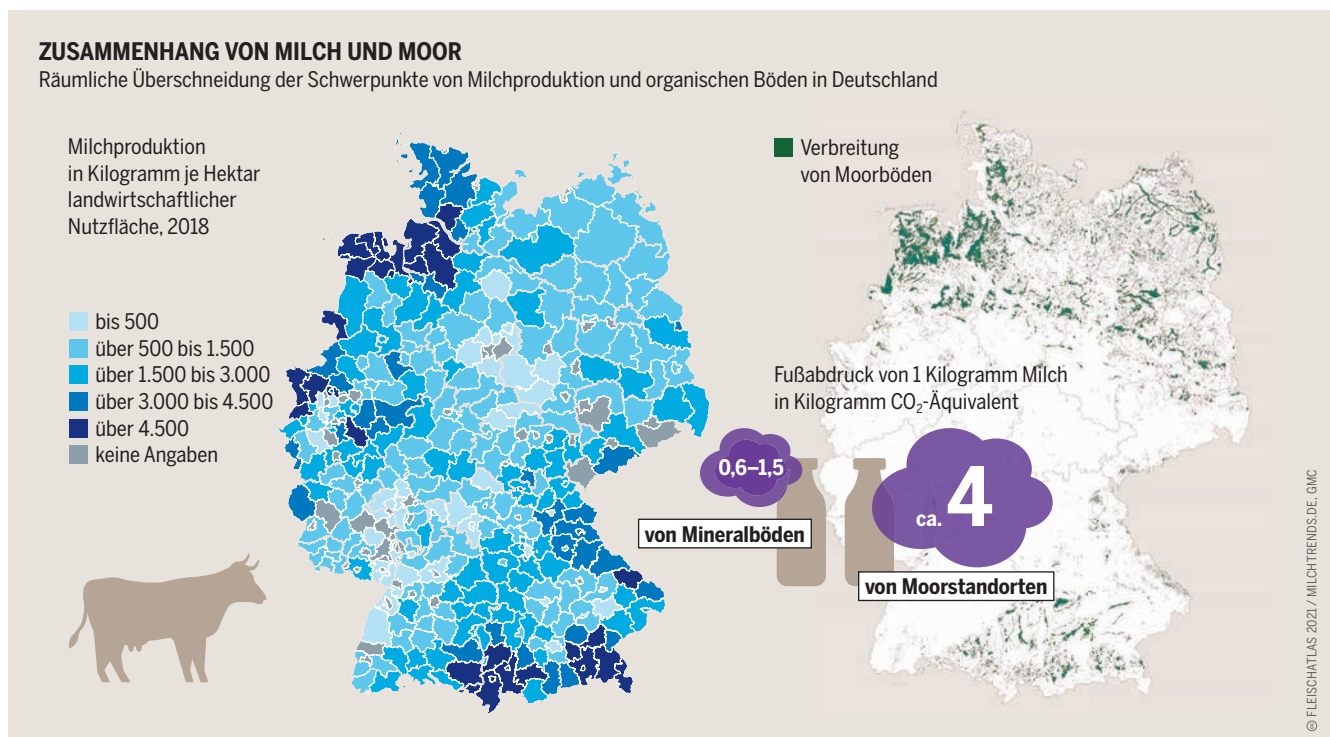 ZUSAMMENHANG VON MILCH UND MOOR
Räumliche Überschneidung der Schwerpunkte von Milchproduktion und organischen Böden in Deutschland
Milchproduktion
in Kilogramm je Hektar
landwirtschaftlicher
Nutzfläche, 2018
bis 500
über 500 bis 1.500
über 1.500 bis 3.000
über 3.000 bis 4.500
über 4.500
keine Angaben
Verbreitung
von Moorböden
Fußabdruck von 1 Kilogramm Milch
in Kilogramm CO₂-Äquivalent
0,6–1,5
von Mineralböden
ca. 4
von Moorstandorten
© FLEISCHATLAS 2021 / MILCHTRENDS.DE, GMC